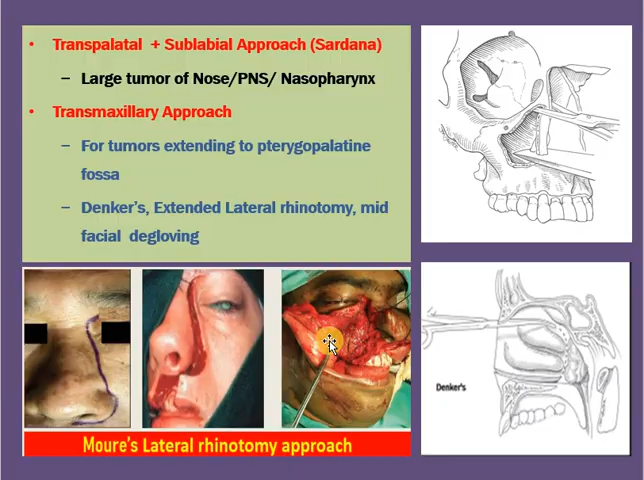 • Transpalatal + Sublabial Approach (Sardana)
– Large tumor of Nose/PNS/ Nasopharynx
• Transmaxillary Approach
– For tumors extending to pterygopalatine
fossa
– Denker's, Extended Lateral rhinotomy, mid
facial degloving
Denker's
Moure's Lateral rhinotomy approach